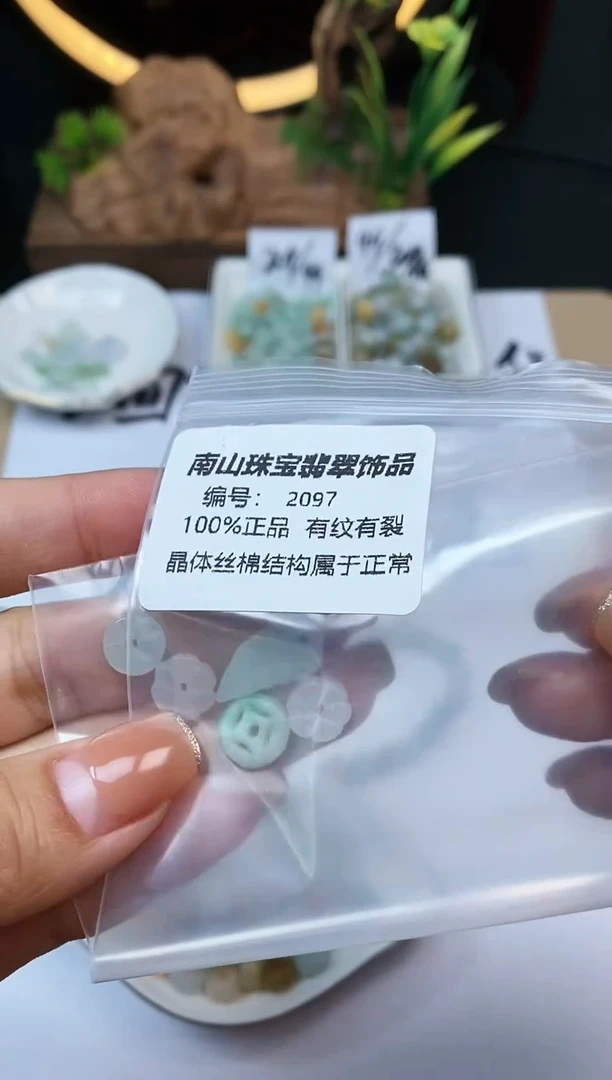 南山珠宝翡翠饰品
编号： 2097
100%正品 有纹有裂
晶体丝棉结构属于正常